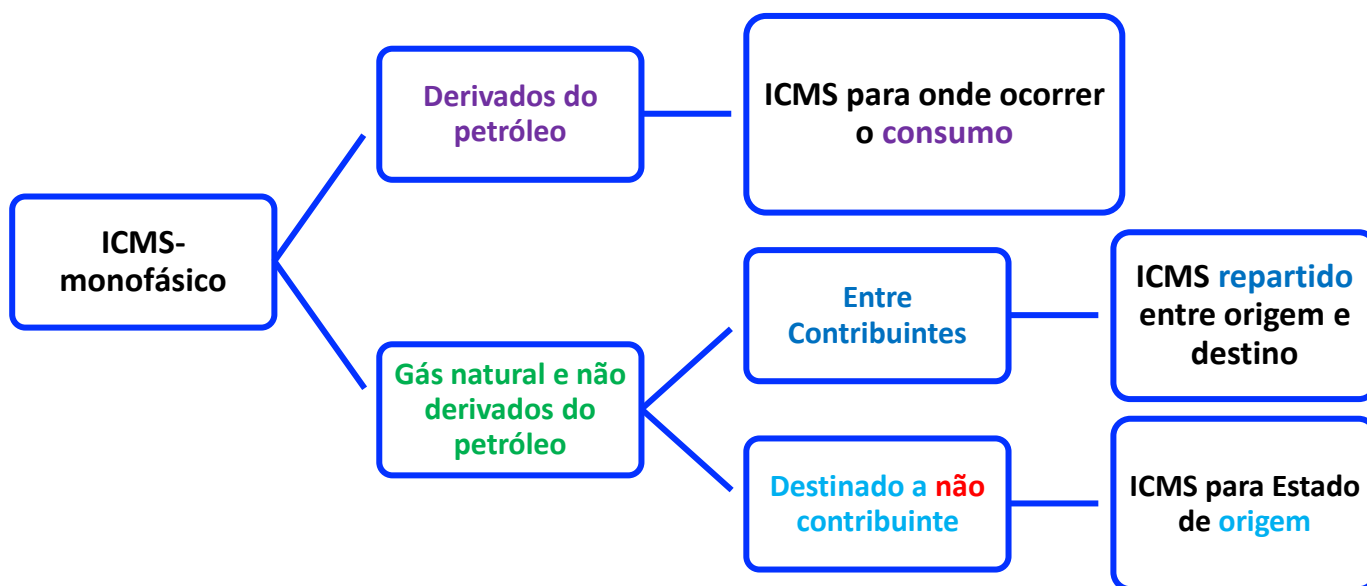 Derivados do
petróleo
ICMS para onde ocorrer
o consumo
ICMS-
monofásico
Entre
Contribuintes
ICMS repartido
entre origem e
destino
Gás natural e não
derivados do
petróleo
Destinado a não
contribuinte
ICMS para Estado
de origem